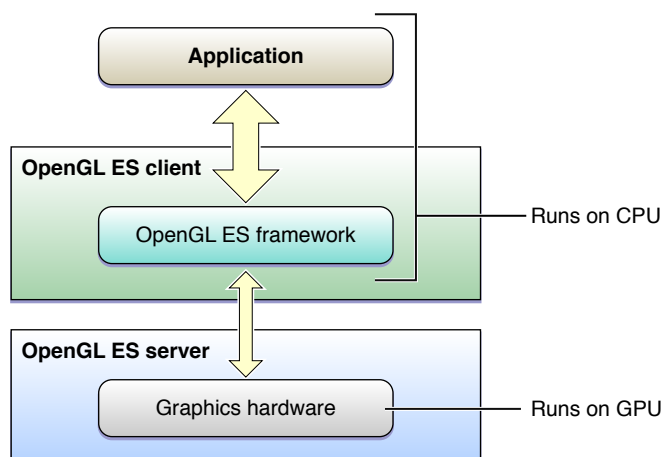 Application
OpenGL ES client
OpenGL ES framework
Runs on CPU
OpenGL ES server
Graphics hardware
Runs on GPU